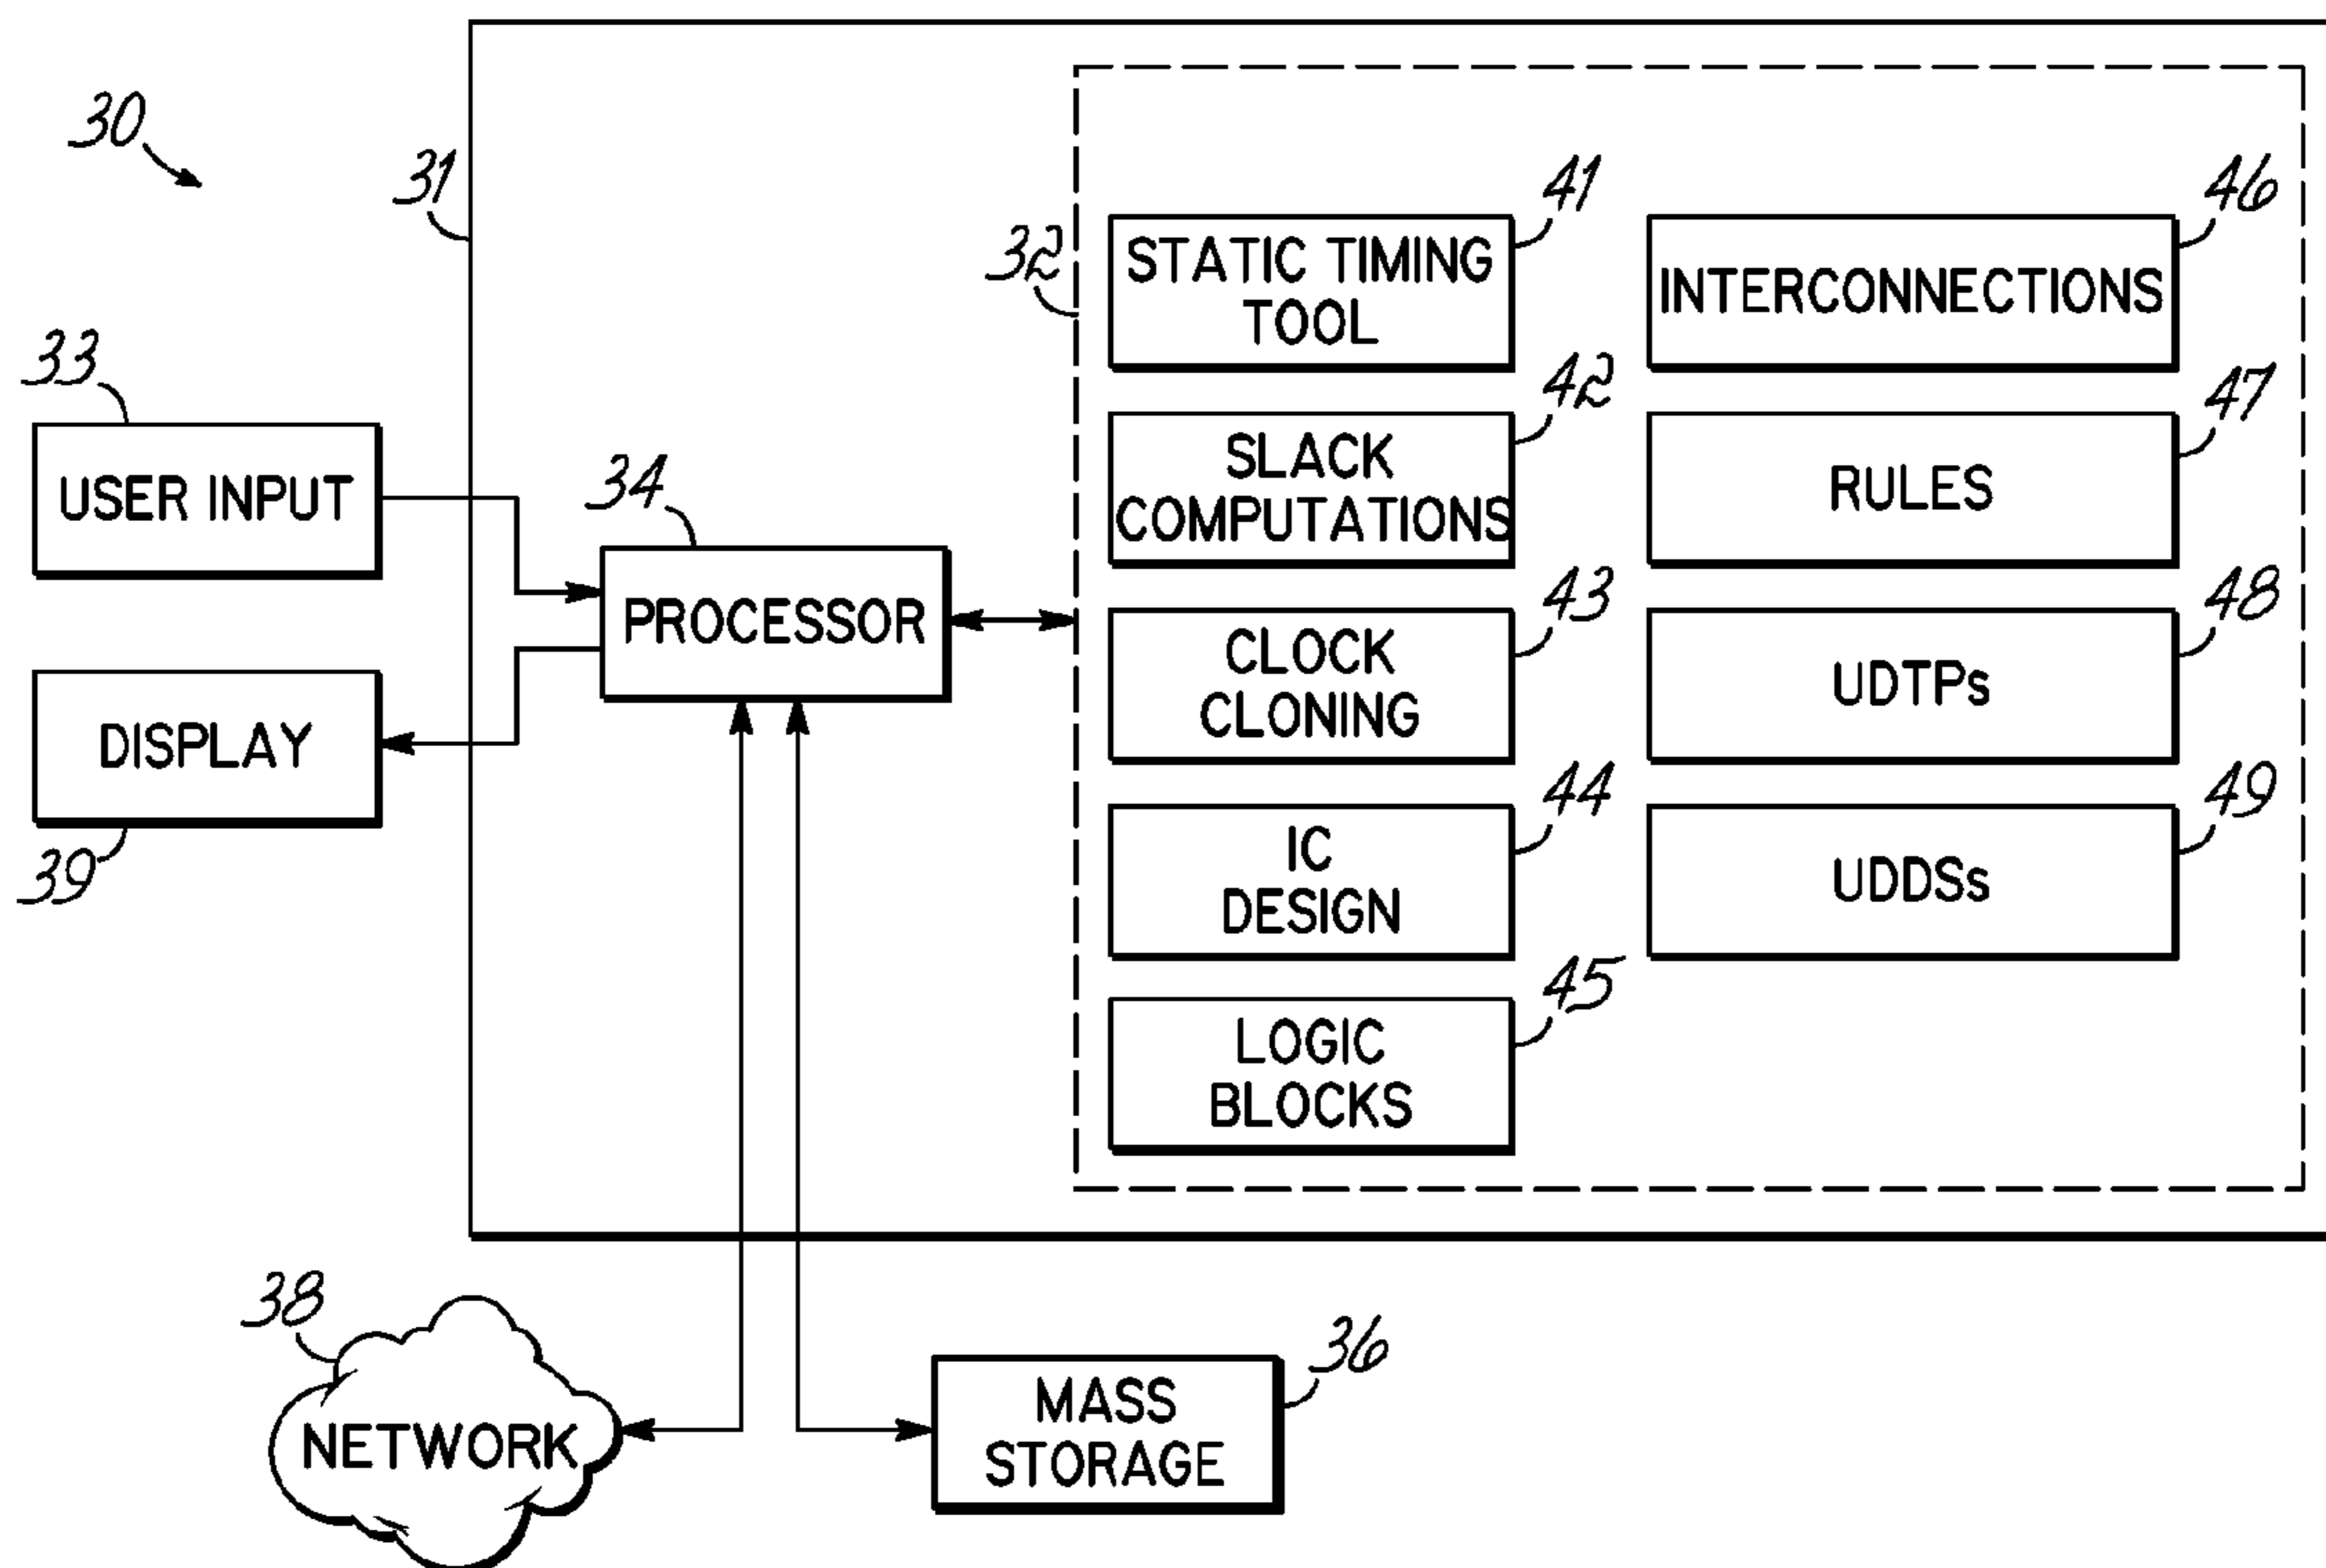 30
31
32
41
STATIC TIMING
TOOL
46
INTERCONNECTIONS
33
USER INPUT
42
SLACK
COMPUTATIONS
47
RULES
34
PROCESSOR
43
CLOCK
CLONING
48
UDTPs
DISPLAY
39
44
IC
DESIGN
49
UDDSs
45
LOGIC
BLOCKS
38
NETWORK
36
MASS
STORAGE